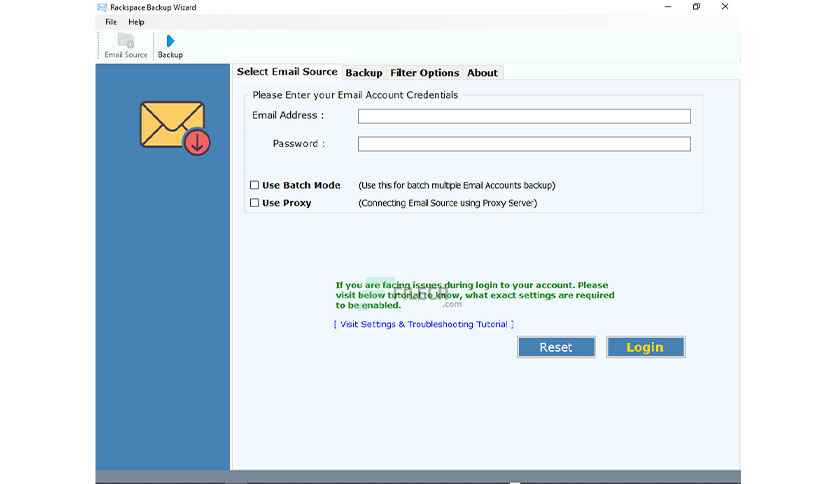 Rackspace Backup Wizard
File Help
Email Source Backup
Select Email Source Backup Filter Options About
Please Enter your Email Account Credentials
Email Address :
Password :
Use Batch Mode (Use this for batch multiple Email Accounts backup)
Use Proxy (Connecting Email Source using Proxy Server)
If you are facing issues during login to your account. Please
visit below tutorial to know, what exact settings are required
to be enabled.
FILECR
.com
[ Visit Settings & Troubleshooting Tutorial ]
Reset Login